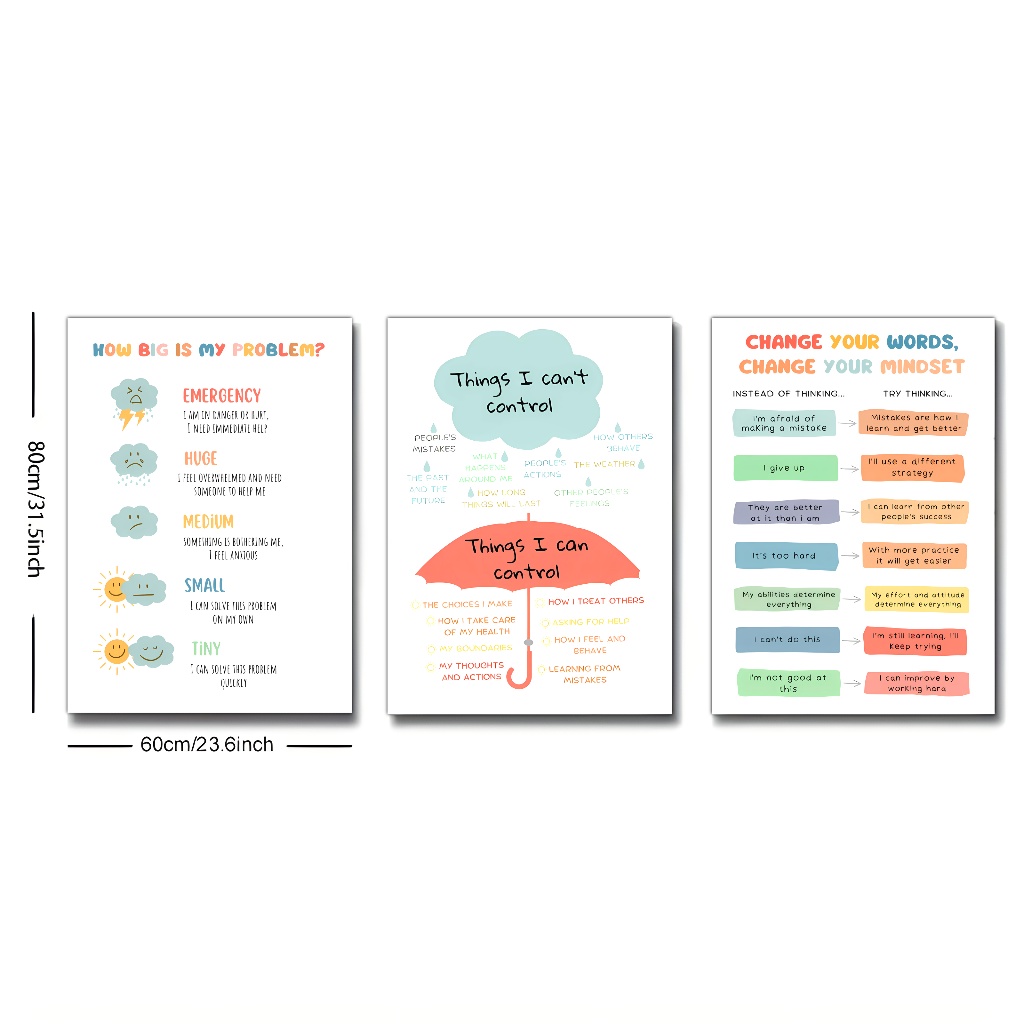 80cm/31.5inch
60cm/23.6inch
HOW BIG IS MY PROBLEM?
EMERGENCY
I AM IN DANGER OR HURT,
I NEED IMMEDIATE HELP
HUGE
I FEEL OVERWHELMED AND NEED
SOMEONE TO HELP ME
MEDIUM
SOMETHING IS BOTHERING ME,
I FEEL ANXIOUS
SMALL
I CAN SOLVE THIS PROBLEM
ON MY OWN
TINY
I CAN SOLVE THIS PROBLEM
QUICKLY
Things I can't
control
PEOPLE'S
MISTAKES
WHAT
HAPPENS
AROUND ME
HOW OTHERS
BEHAVE
THE PAST
AND THE
FUTURE
PEOPLE'S
ACTIONS
THE WEATHER
HOW LONG
THINGS WILL LAST
OTHER PEOPLE'S
FEELINGS
Things I can
control
THE CHOICES I MAKE
HOW I TREAT OTHERS
HOW I TAKE CARE
OF MY HEALTH
ASKING FOR HELP
MY BOUNDARIES
HOW I FEEL AND
BEHAVE
MY THOUGHTS
AND ACTIONS
LEARNING FROM
MISTAKES
CHANGE YOUR WORDS,
CHANGE YOUR MINDSET
INSTEAD OF THINKING... TRY THINKING...
I'm afraid of
making a mistake
Mistakes are how I
learn and get better
I give up
I'll use a different
strategy
They are better
at it than i am
I can learn from other
people's success
It's too hard
With more practice
it will get easier
My abilities determine
everything
My effort and attitude
determine everything
I can't do this
I'm still learning, I'll
keep trying
I'm not good at
this
I can improve by
working hard